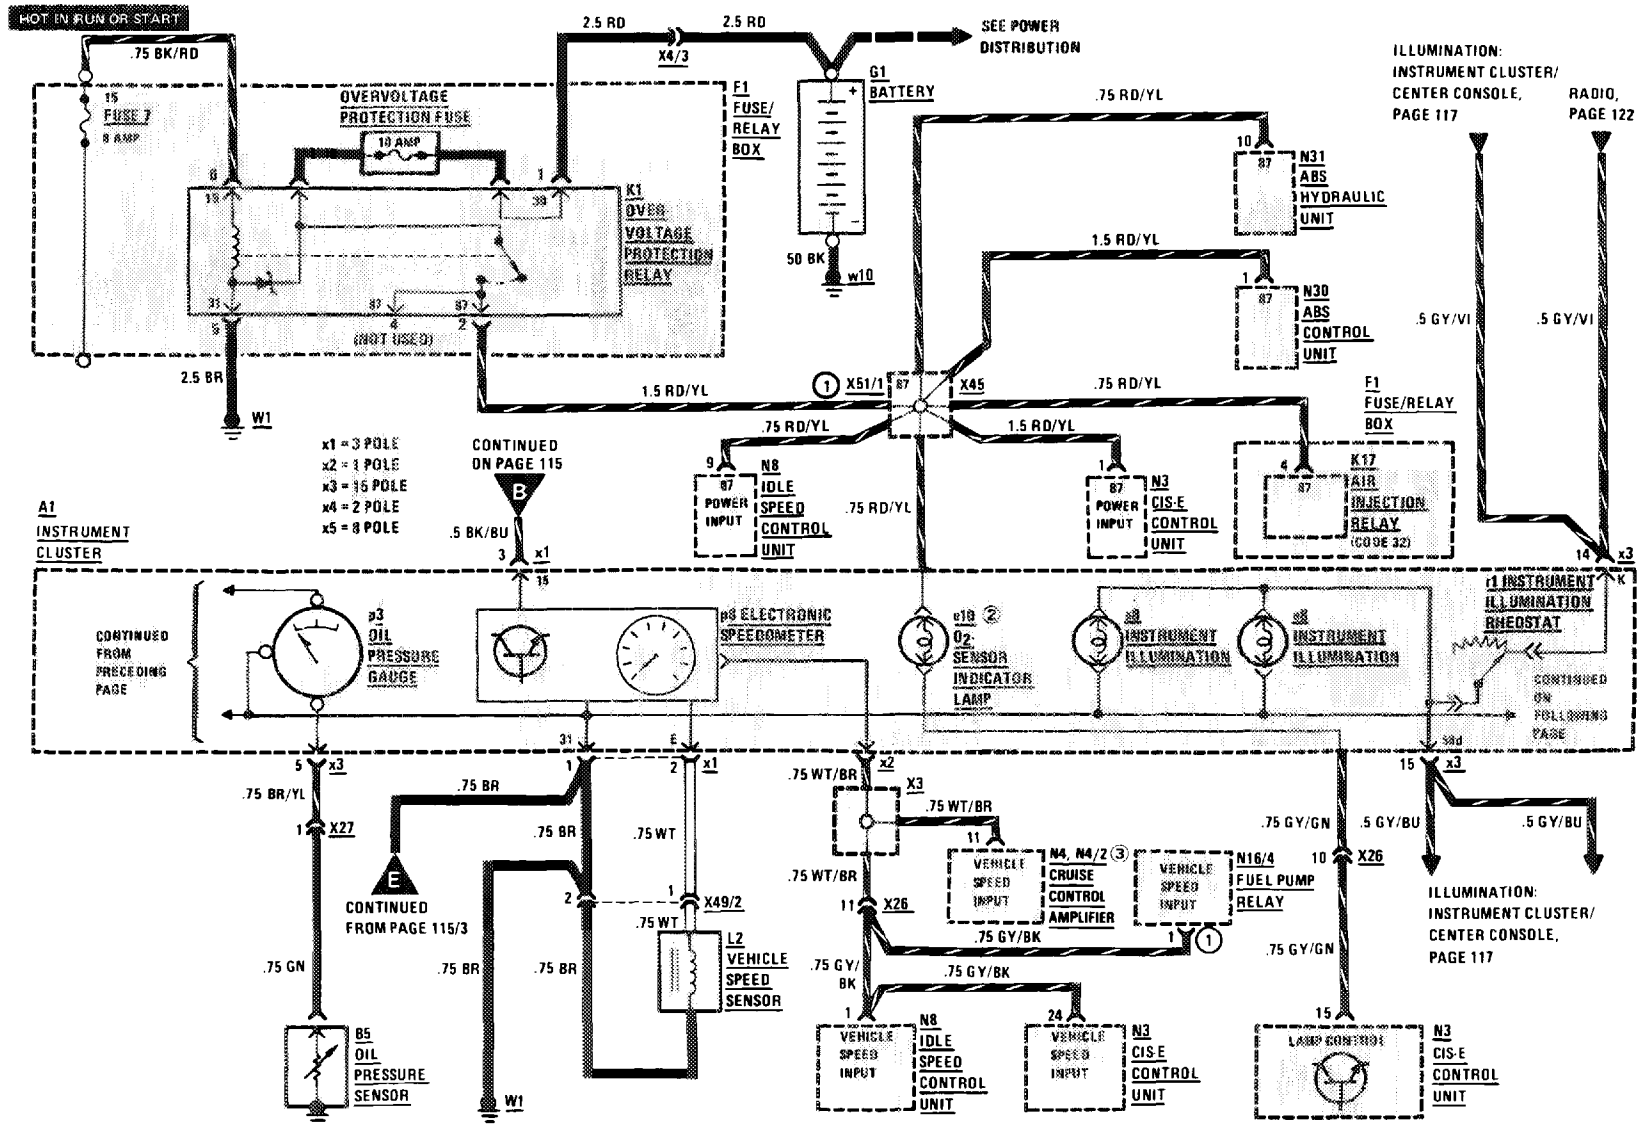 HOT IN RUN OR START
.75 BK/RD
2.5 RD
2.5 RD
X4/3
SEE POWER
DISTRIBUTION
15
FUSE 7
8 AMP
OVERVOLTAGE
PROTECTION FUSE
10 AMP
F1
FUSE/
RELAY
BOX
G1
BATTERY
+
-
50 BK
w10
6
15
1
30
K1
OVER
VOLTAGE
PROTECTION
RELAY
31
87
87
5
4
2
(NOT USED)
2.5 BR
W1
1.5 RD/YL
.75 RD/YL
10
87
N31
ABS
HYDRAULIC
UNIT
1.5 RD/YL
1
87
N30
ABS
CONTROL
UNIT
ILLUMINATION:
INSTRUMENT CLUSTER/
CENTER CONSOLE,
PAGE 117
RADIO,
PAGE 122
.5 GY/VI
.5 GY/VI
1
X51/1
87
X45
.75 RD/YL
.75 RD/YL
1.5 RD/YL
F1
FUSE/RELAY
BOX
9
87
POWER
INPUT
N8
IDLE
SPEED
CONTROL
UNIT
.75 RD/YL
1
87
POWER
INPUT
N3
CIS-E
CONTROL
UNIT
4
87
K17
AIR
INJECTION
RELAY
(CODE 32)
x1 = 3 POLE
x2 = 1 POLE
x3 = 15 POLE
x4 = 2 POLE
x5 = 8 POLE
CONTINUED
ON PAGE 115
B
.5 BK/BU
3
x1
A1
INSTRUMENT
CLUSTER
14
x3
15
K
CONTINUED
FROM
PRECEDING
PAGE
p3
OIL
PRESSURE
GAUGE
p8 ELECTRONIC
SPEEDOMETER
e10
2
O2-
SENSOR
INDICATOR
LAMP
e8
INSTRUMENT
ILLUMINATION
e8
INSTRUMENT
ILLUMINATION
r1 INSTRUMENT
ILLUMINATION
RHEOSTAT
CONTINUED
ON
FOLLOWING
PAGE
31
E
58d
5
x3
1
2
x1
x2
15
x3
.75 BR/YL
1
X27
.75 GN
B5
OIL
PRESSURE
SENSOR
.75 BR
E
CONTINUED
FROM PAGE 115/3
.75 BR
.75 WT
2
1
X49/2
.75 WT
.75 BR
.75 BR
W1
L2
VEHICLE
SPEED
SENSOR
.75 WT/BR
X3
.75 WT/BR
11
VEHICLE
SPEED
INPUT
N4, N4/2
3
CRUISE
CONTROL
AMPLIFIER
VEHICLE
SPEED
INPUT
N16/4
FUEL PUMP
RELAY
1
1
.75 WT/BR
11
X26
.75 GY/BK
.75 GY/
BK
.75 GY/BK
1
VEHICLE
SPEED
INPUT
N8
IDLE
SPEED
CONTROL
UNIT
24
VEHICLE
SPEED
INPUT
N3
CIS-E
CONTROL
UNIT
.75 GY/GN
10
X26
.75 GY/GN
15
LAMP CONTROL
N3
CIS-E
CONTROL
UNIT
.5 GY/BU
.5 GY/BU
ILLUMINATION:
INSTRUMENT CLUSTER/
CENTER CONSOLE,
PAGE 117